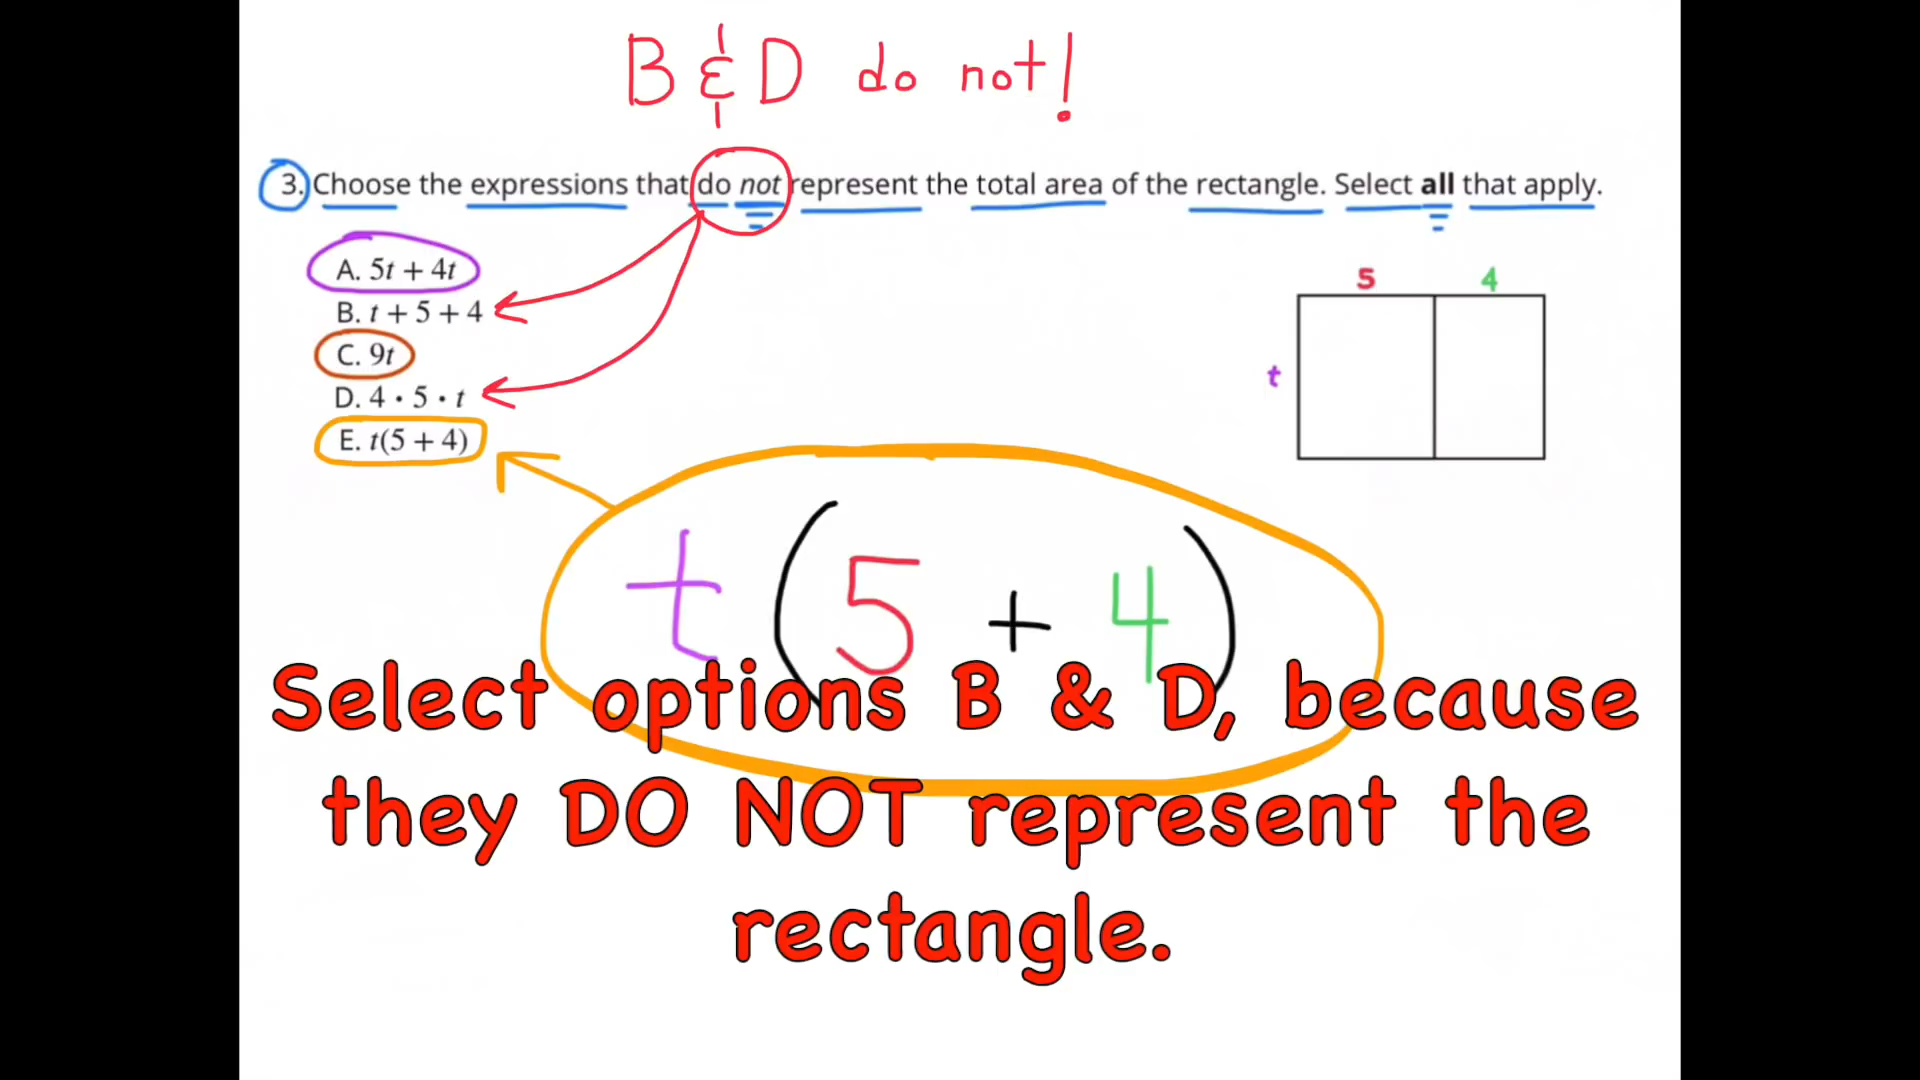 B & D do not!
3. Choose the expressions that do not represent the total area of the rectangle. Select all that apply.
A. 5t + 4t
B. t + 5 + 4
C. 9t
D. 4 · 5 · t
E. t(5 + 4)
5 4
t
t (5 + 4)
Select options B & D, because
they DO NOT represent the
rectangle.